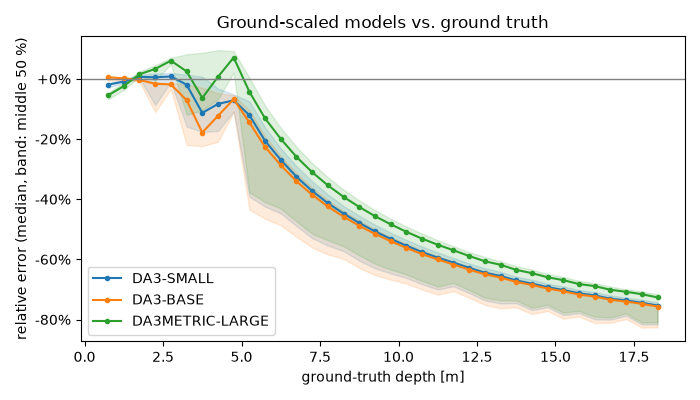 Ground-scaled models vs. ground truth
relative error (median, band: middle 50 %)
+0%
-20%
-40%
-60%
-80%
DA3-SMALL
DA3-BASE
DA3METRIC-LARGE
0.0 2.5 5.0 7.5 10.0 12.5 15.0 17.5
ground-truth depth [m]